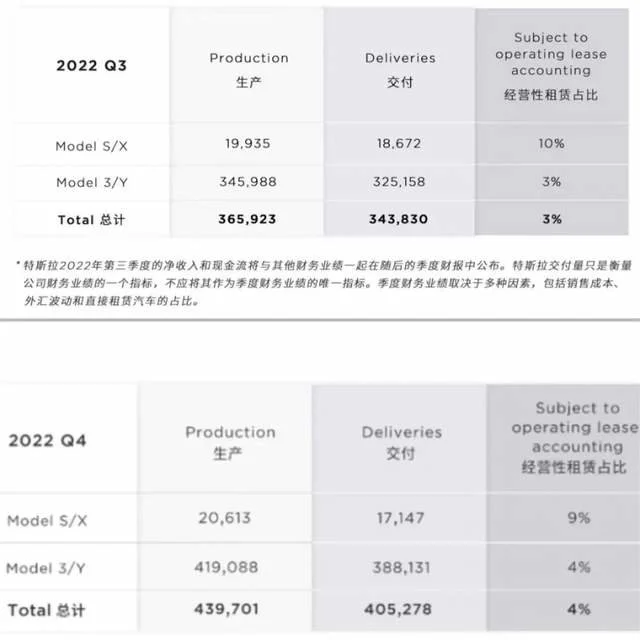 2022 Q3 Production Deliveries Subject to
operating lease
accounting
生产 交付 经营性租赁占比
Model S/X 19,935 18,672 10%
Model 3/Y 345,988 325,158 3%
Total 总计 365,923 343,830 3%
*特斯拉2022年第三季度的净收入和现金流将与其他财务业绩一起在随后的季度财报中公布。特斯拉交付量只是衡量
公司财务业绩的一个指标，不应将其作为季度财务业绩的唯一指标。季度财务业绩取决于多种因素，包括销售成本、
外汇波动和直接租赁汽车的占比。
2022 Q4 Production Deliveries Subject to
operating lease
accounting
生产 交付 经营性租赁占比
Model S/X 20,613 17,147 9%
Model 3/Y 419,088 388,131 4%
Total 总计 439,701 405,278 4%